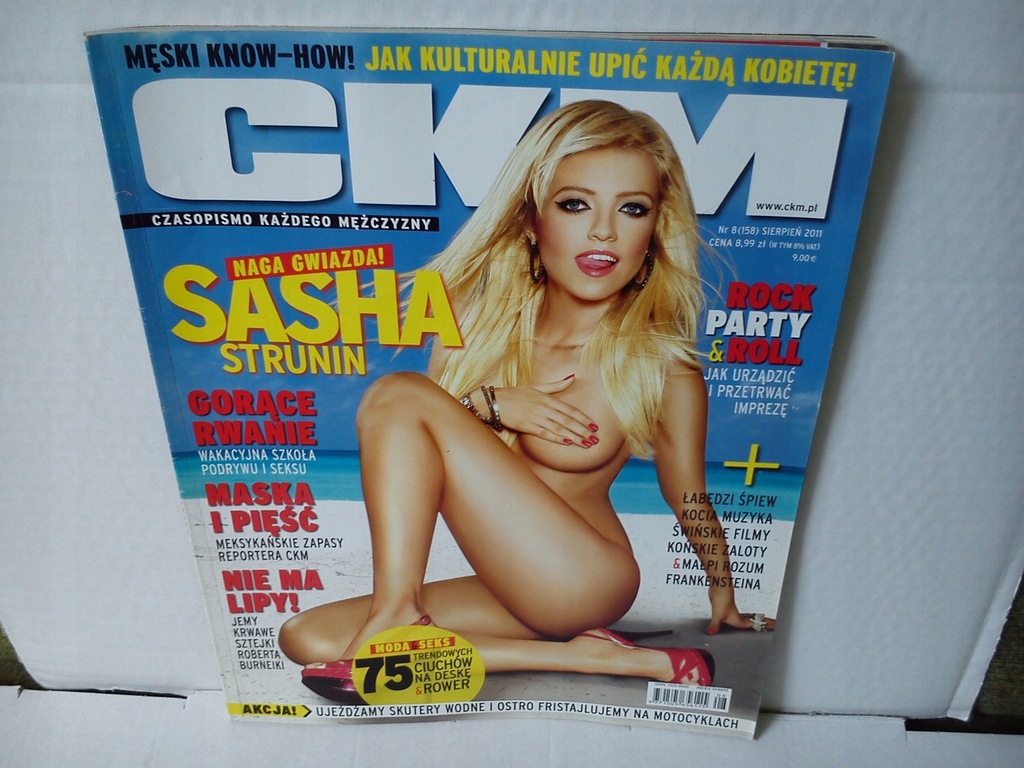 MĘSKI KNOW-HOW! JAK KULTURALNIE UPIĆ KAŻDĄ KOBIETĘ!
CKM
www.ckm.pl
CZASOPISMO KAŻDEGO MĘŻCZYZNY
Nr 8(158) SIERPIEŃ 2011
CENA 8,99 zł (W TYM 8% VAT)
9,00 €
NAGA GWIAZDA!
SASHA
STRUNIN
GORĄCE
RWANIE
WAKACYJNA SZKOŁA
PODRYWU I SEKSU
MASKA
I PIĘŚĆ
MEKSYKAŃSKE ZAPASY
REPORTERA CKM
NIE MA
LIPY!
JEMY
KRWAWE
SZTEJKI
ROBERTA
BURNEIKI
ROCK
PARTY
& ROLL
JAK URZĄDZIĆ
I PRZETRWAĆ
IMPREZĘ
+
ŁABĘDZI ŚPIEW
KOCIA MUZYKA
ŚWIŃSKIE FILMY
KOŃSKIE ZALOTY
& MAŁPI ROZUM
FRANKENSTEINA
MODA & SEKS
75 TRENDOWYCH
CIUCHÓW
NA DESKĘ
& ROWER
AKCJA! UJEŻDŻAMY SKUTERY WODNE I OSTRO FRISTAJLUJEMY NA MOTOCYKLACH